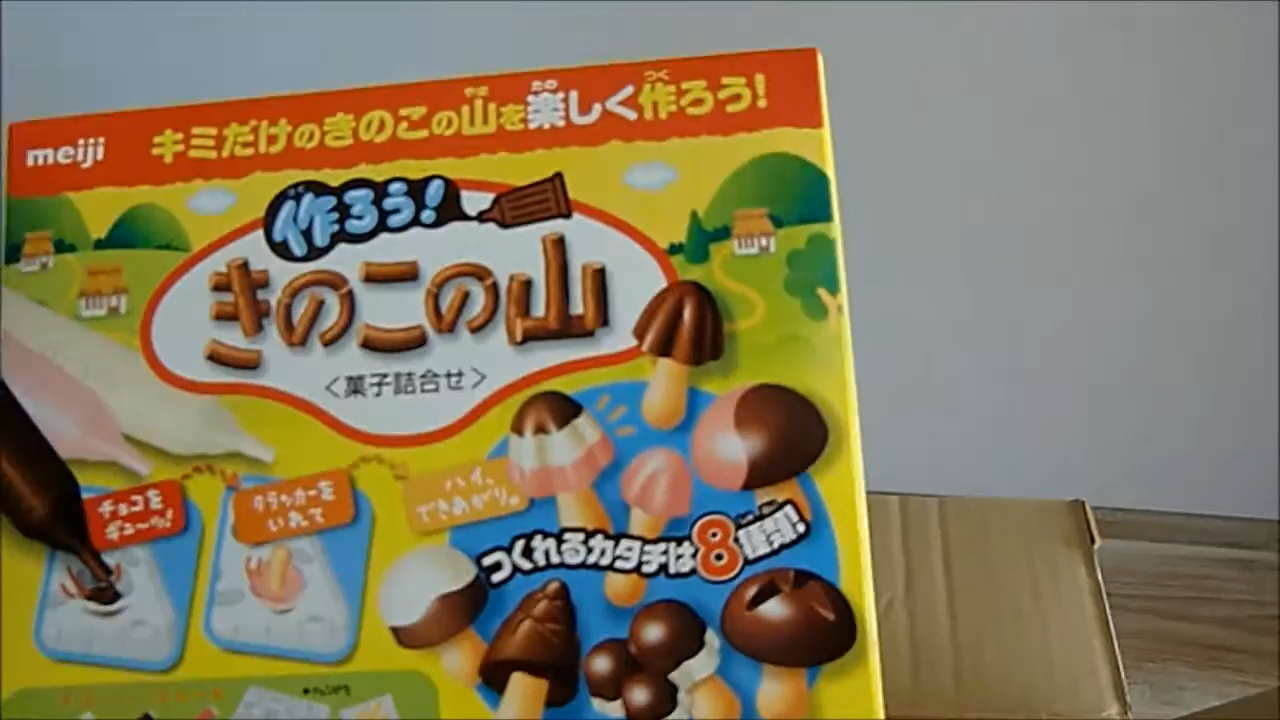 meiji
キミだけのきのこの山を楽しく作ろう!
作ろう!
きのこの山
<菓子詰合せ>
チョコを
ギュ〜ッ!
クラッカーを
いれて
ハイ、
できあがり。
つくれるカタチは8種類!